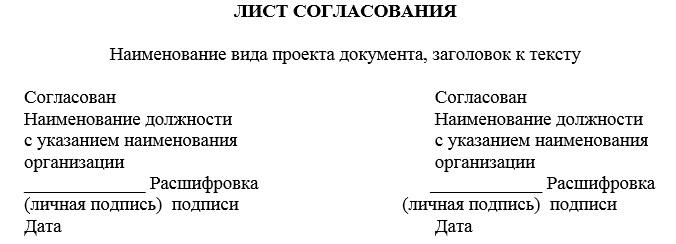 ЛИСТ СОГЛАСОВАНИЯ
Наименование вида проекта документа, заголовок к тексту
Согласован Согласован
Наименование должности Наименование должности
с указанием наименования с указанием наименования
организации организации
_____________ Расшифровка ____________ Расшифровка
(личная подпись) подписи (личная подпись) подписи
Дата Дата